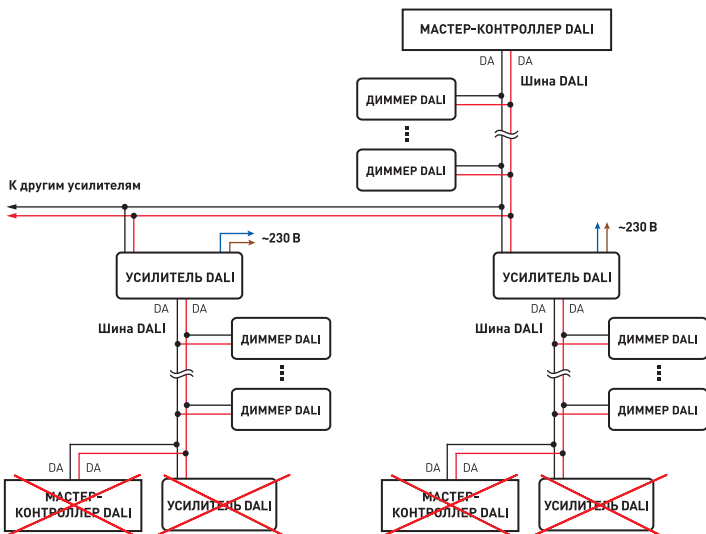 МАСТЕР-КОНТРОЛЛЕР DALI
DA DA
Шина DALI
ДИММЕР DALI
ДИММЕР DALI
К другим усилителям
~230 В
~230 В
УСИЛИТЕЛЬ DALI
УСИЛИТЕЛЬ DALI
DA DA
DA DA
Шина DALI
Шина DALI
ДИММЕР DALI
ДИММЕР DALI
ДИММЕР DALI
ДИММЕР DALI
DA DA
DA DA
МАСТЕР-
КОНТРОЛЛЕР DALI
УСИЛИТЕЛЬ DALI
МАСТЕР-
КОНТРОЛЛЕР DALI
УСИЛИТЕЛЬ DALI